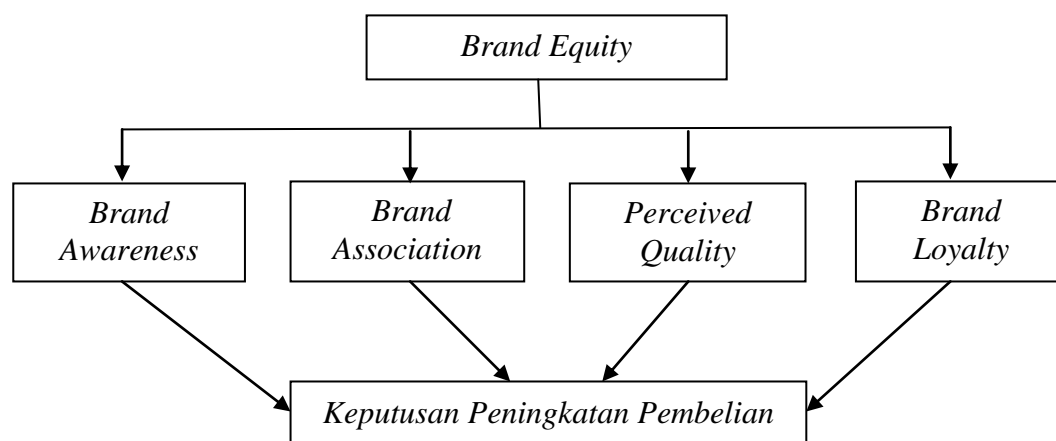 Brand Equity
Brand
Awareness
Brand
Association
Perceived
Quality
Brand
Loyalty
Keputusan Peningkatan Pembelian